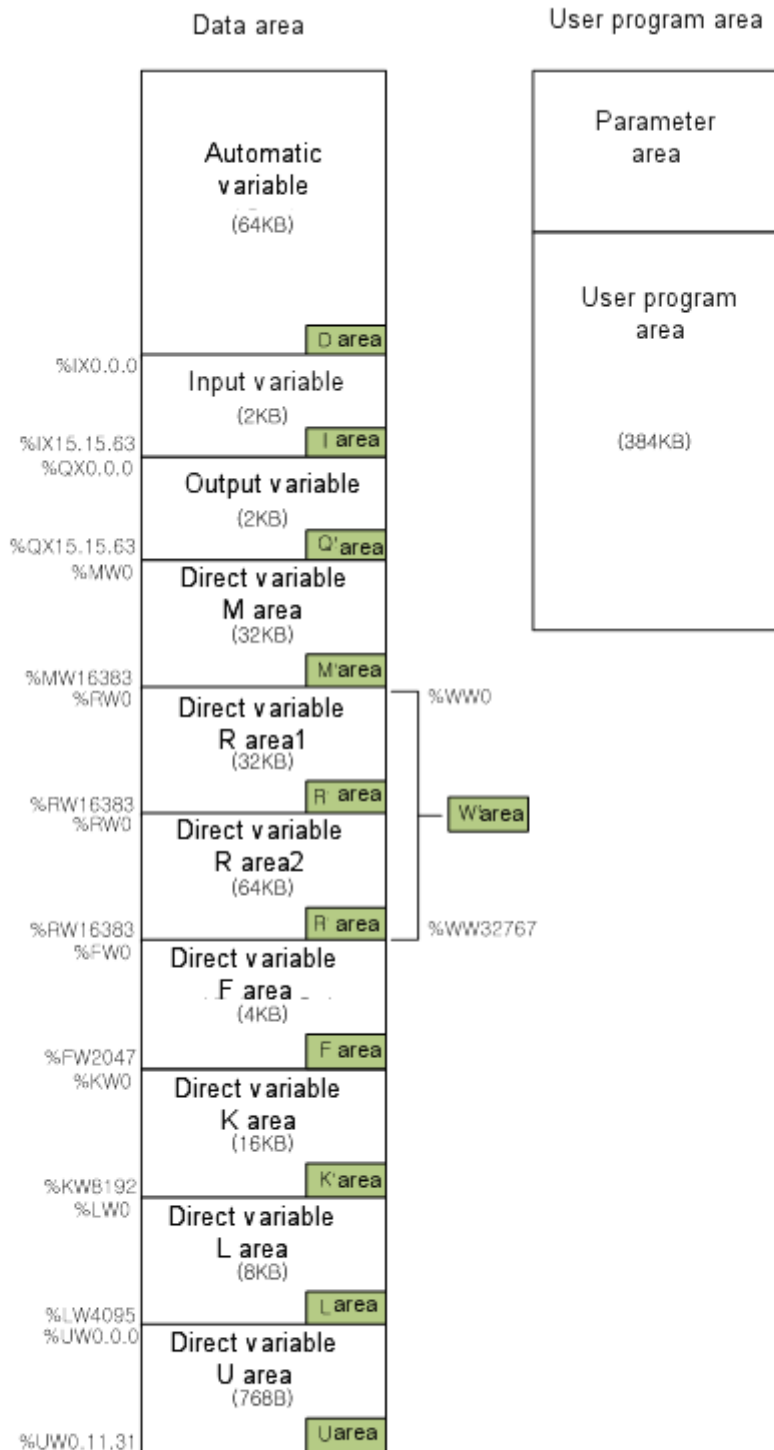 Data area
User program area
Automatic
variable
(64KB)
D area
%IX0.0.0
Input variable
(2KB)
I area
%IX15.15.63
%QX0.0.0
Output variable
(2KB)
Q'area
%QX15.15.63
%MW0
Direct variable
M area
(32KB)
M'area
%MW16383
%RW0
Direct variable
R area1
(32KB)
R' area
%RW16383
%RW0
Direct variable
R area2
(64KB)
R' area
%RW16383
%FW0
Direct variable
F area
(4KB)
F area
%FW2047
%KW0
Direct variable
K area
(16KB)
K'area
%KW8192
%LW0
Direct variable
L area
(8KB)
L area
%LW4095
%UW0.0.0
Direct variable
U area
(768B)
U area
%UW0.11.31
%WW0
W'area
%WW32767
Parameter
area
User program
area
(384KB)